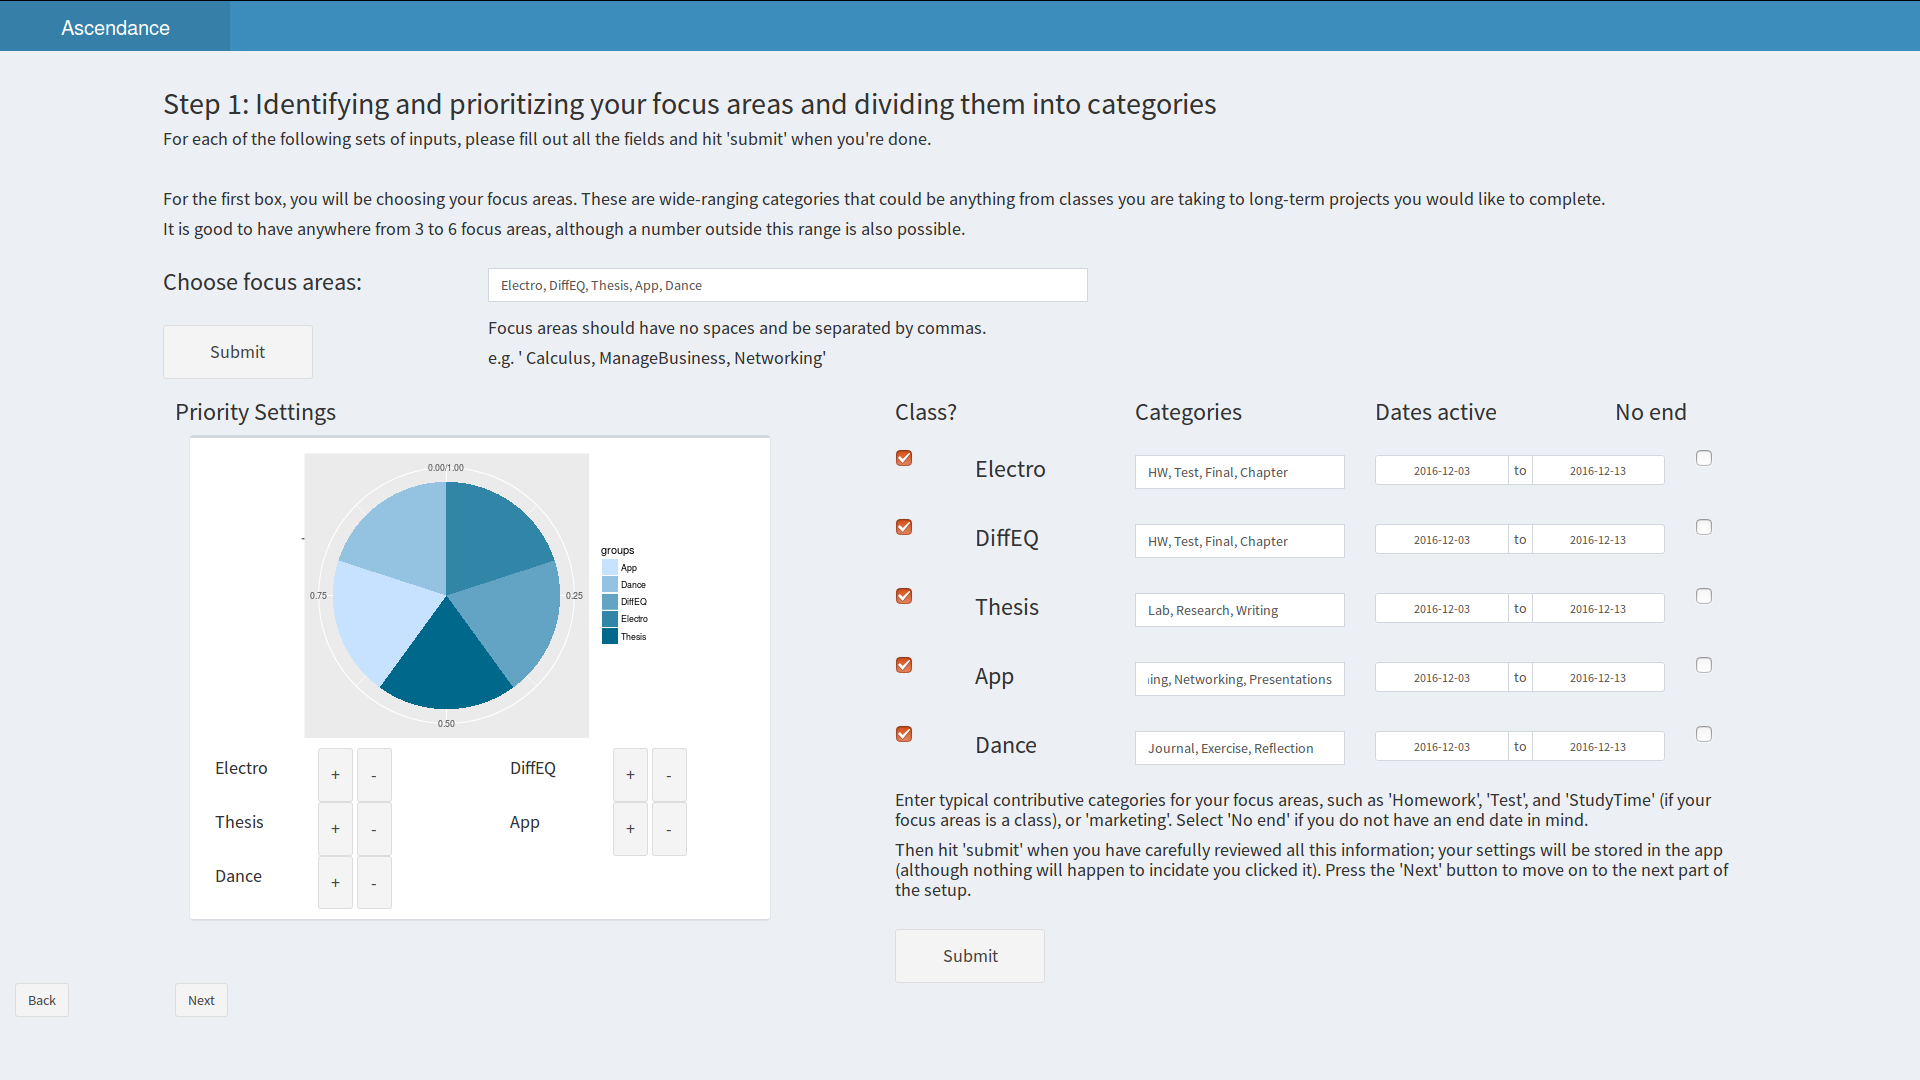 Ascendance
Step 1: Identifying and prioritizing your focus areas and dividing them into categories
For each of the following sets of inputs, please fill out all the fields and hit 'submit' when you're done.
For the first box, you will be choosing your focus areas. These are wide-ranging categories that could be anything from classes you are taking to long-term projects you would like to complete.
It is good to have anywhere from 3 to 6 focus areas, although a number outside this range is also possible.
Choose focus areas:
Electro, DiffEQ, Thesis, App, Dance
Submit
Focus areas should have no spaces and be separated by commas.
e.g. ' Calculus, ManageBusiness, Networking'
Priority Settings
0.00/1.00
0.25
0.50
0.75
groups
App
Dance
DiffEQ
Electro
Thesis
Electro + -
DiffEQ + -
Thesis + -
App + -
Dance + -
Class? Categories Dates active No end
Electro HW, Test, Final, Chapter 2016-12-03 to 2016-12-13
DiffEQ HW, Test, Final, Chapter 2016-12-03 to 2016-12-13
Thesis Lab, Research, Writing 2016-12-03 to 2016-12-13
App ing, Networking, Presentations 2016-12-03 to 2016-12-13
Dance Journal, Exercise, Reflection 2016-12-03 to 2016-12-13
Enter typical contributive categories for your focus areas, such as 'Homework', 'Test', and 'StudyTime' (if your
focus areas is a class), or 'marketing'. Select 'No end' if you do not have an end date in mind.
Then hit 'submit' when you have carefully reviewed all this information; your settings will be stored in the app
(although nothing will happen to incidate you clicked it). Press the 'Next' button to move on to the next part of
the setup.
Submit
Back
Next